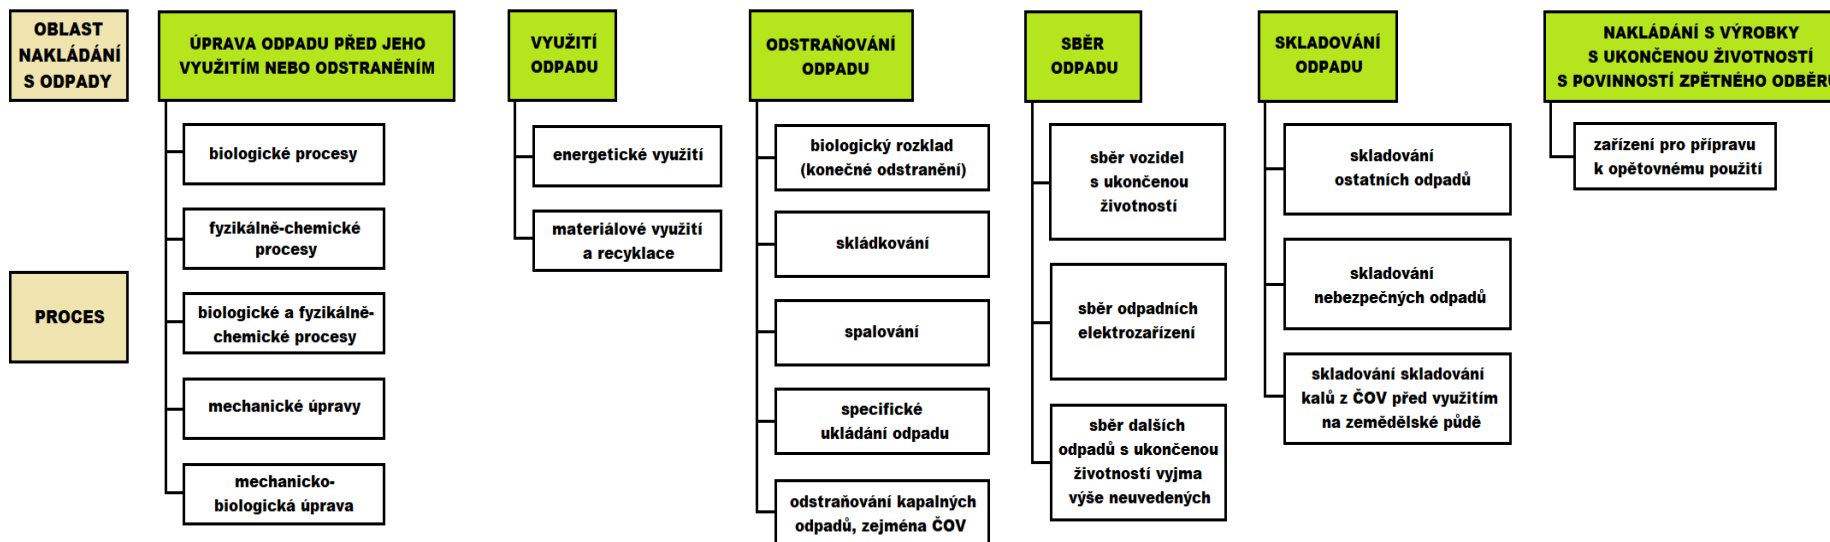 OBLAST
NAKLÁDÁNÍ
S ODPADY
ÚPRAVA ODPADU PŘED JEHO
VYUŽITÍM NEBO ODSTRANĚNÍM
VYUŽITÍ
ODPADU
ODSTRAŇOVÁNÍ
ODPADU
SBĚR
ODPADU
SKLADOVÁNÍ
ODPADU
NAKLÁDÁNÍ S VÝROBKY
S UKONČENOU ŽIVOTNOSTÍ
S POVINNOSTÍ ZPĚTNÉHO ODBĚRU
PROCES
biologické procesy
fyzikálně-chemické
procesy
biologické a fyzikálně-
chemické procesy
mechanické úpravy
mechanicko-
biologická úprava
energetické využití
materiálové využití
a recyklace
biologický rozklad
(konečné odstranění)
skládkování
spalování
specifické
ukládání odpadu
odstraňování kapalných
odpadů, zejména ČOV
sběr vozidel
s ukončenou
životností
sběr odpadních
elektrozařízení
sběr dalších
odpadů s ukončenou
životností vyjma
výše neuvedených
skladování
ostatních odpadů
skladování
nebezpečných odpadů
skladování skladování
kalů z ČOV před využitím
na zemědělské půdě
zařízení pro přípravu
k opětovnému použití